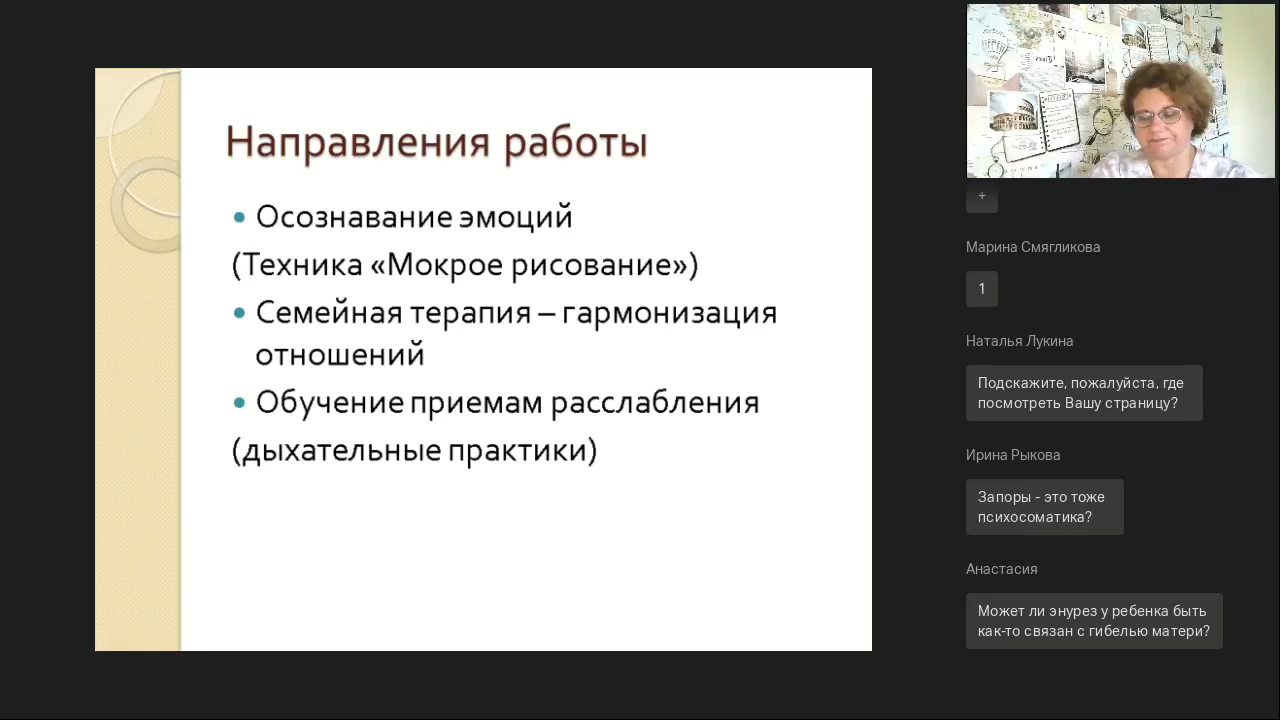 Направления работы
• Осознавание эмоций
(Техника «Мокрое рисование»)
• Семейная терапия – гармонизация
отношений
• Обучение приемам расслабления
(дыхательные практики)
+
Марина Смягликова
1
Наталья Лукина
Подскажите, пожалуйста, где
посмотреть Вашу страницу?
Ирина Рыкова
Запоры - это тоже
психосоматика?
Анастасия
Может ли энурез у ребенка быть
как-то связан с гибелью матери?